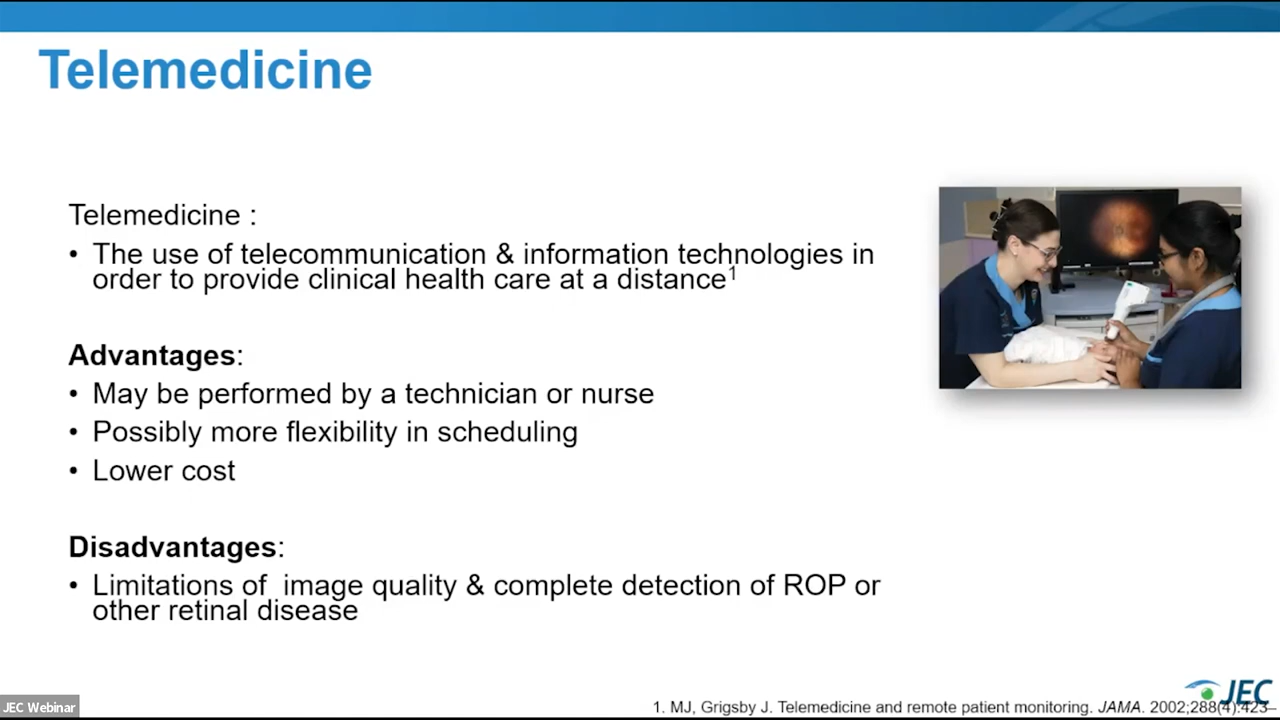 Telemedicine
Telemedicine :
• The use of telecommunication & information technologies in
order to provide clinical health care at a distance1
Advantages:
• May be performed by a technician or nurse
• Possibly more flexibility in scheduling
• Lower cost
Disadvantages:
• Limitations of  image quality & complete detection of ROP or
other retinal disease
JEC
JEC Webinar
1. MJ, Grigsby J. Telemedicine and remote patient monitoring. JAMA. 2002;288(4):423–